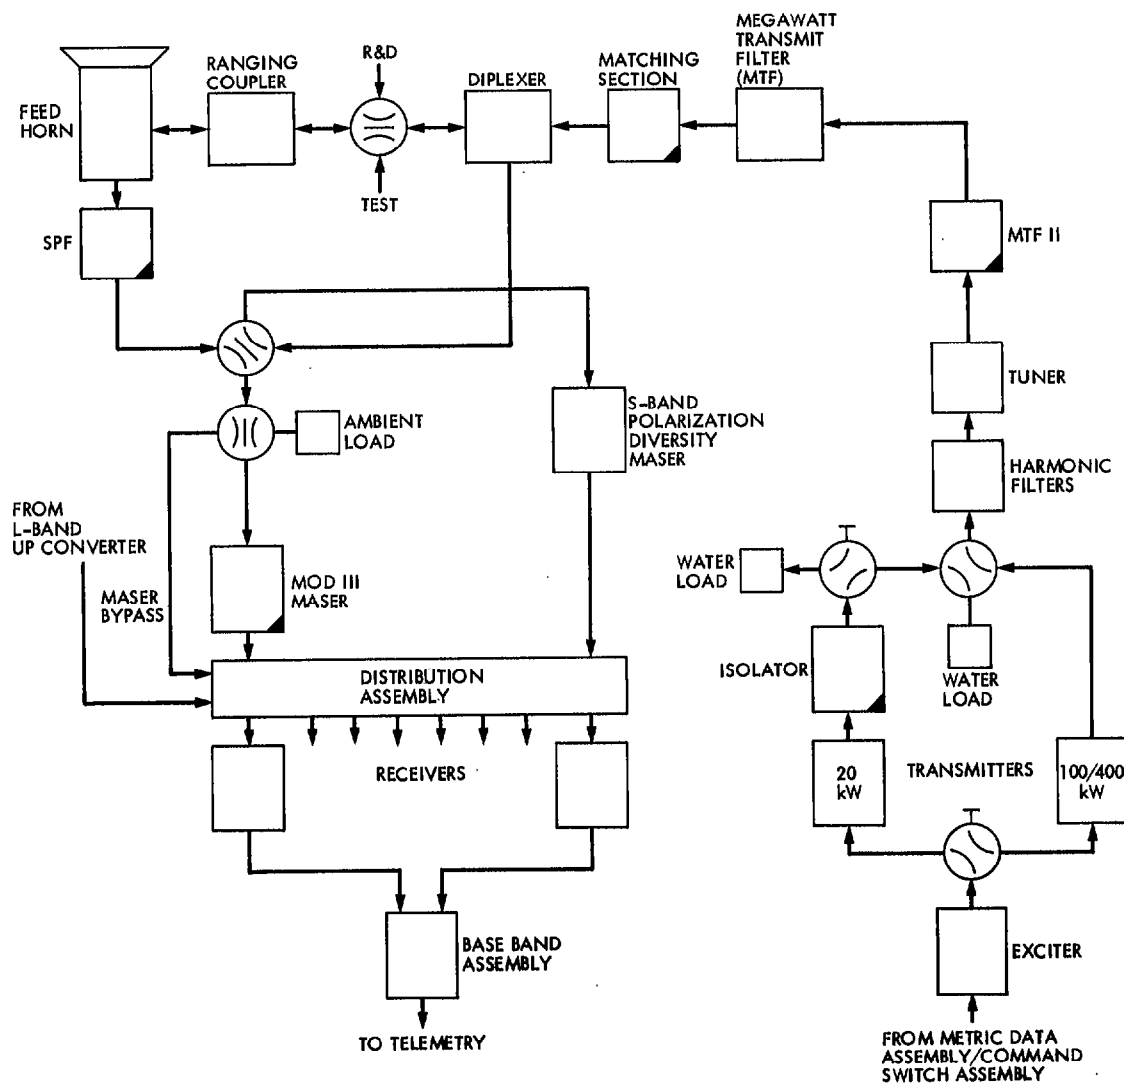 MEGAWATT
TRANSMIT
FILTER
(MTF)
R&D
RANGING
COUPLER
DIPLEXER
MATCHING
SECTION
FEED
HORN
TEST
SPF
MTF II
TUNER
AMBIENT
LOAD
S-BAND
POLARIZATION
DIVERSITY
MASER
HARMONIC
FILTERS
FROM
L-BAND
UP CONVERTER
WATER
LOAD
MASER
BYPASS
MOD III
MASER
ISOLATOR
WATER
LOAD
DISTRIBUTION
ASSEMBLY
RECEIVERS
20
kW
TRANSMITTERS
100/400
kW
BASE BAND
ASSEMBLY
EXCITER
TO TELEMETRY
FROM METRIC DATA
ASSEMBLY/COMMAND
SWITCH ASSEMBLY